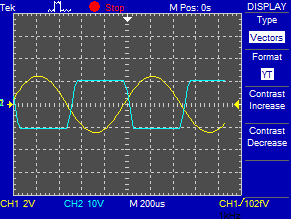 Tek Stop M Pos: 0s DISPLAY
Type
Vectors
Format
YT
Contrast
Increase
Contrast
Decrease
2
CH1 2V CH2 10V M 200us CH1/102fV